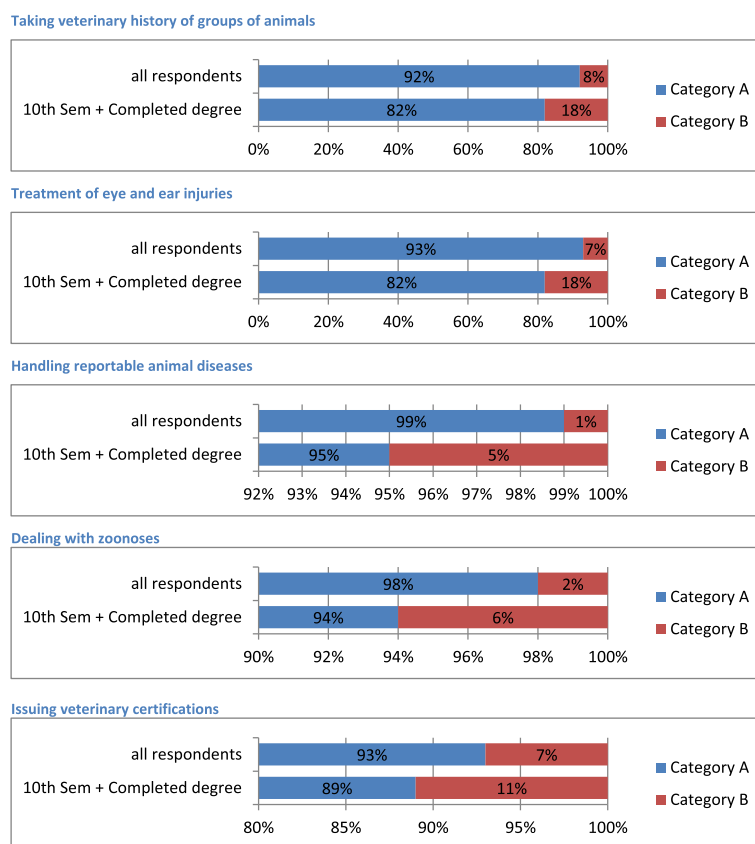 Taking veterinary history of groups of animals
all respondents 92% 8%
Category A
10th Sem + Completed degree 82% 18%
Category B
0% 20% 40% 60% 80% 100%
Treatment of eye and ear injuries
all respondents 93% 7%
Category A
10th Sem + Completed degree 82% 18%
Category B
0% 20% 40% 60% 80% 100%
Handling reportable animal diseases
all respondents 99% 1%
Category A
10th Sem + Completed degree 95% 5%
Category B
92% 93% 94% 95% 96% 97% 98% 99% 100%
Dealing with zoonoses
all respondents 98% 2%
Category A
10th Sem + Completed degree 94% 6%
Category B
90% 92% 94% 96% 98% 100%
Issuing veterinary certifications
all respondents 93% 7%
Category A
10th Sem + Completed degree 89% 11%
Category B
80% 85% 90% 95% 100%